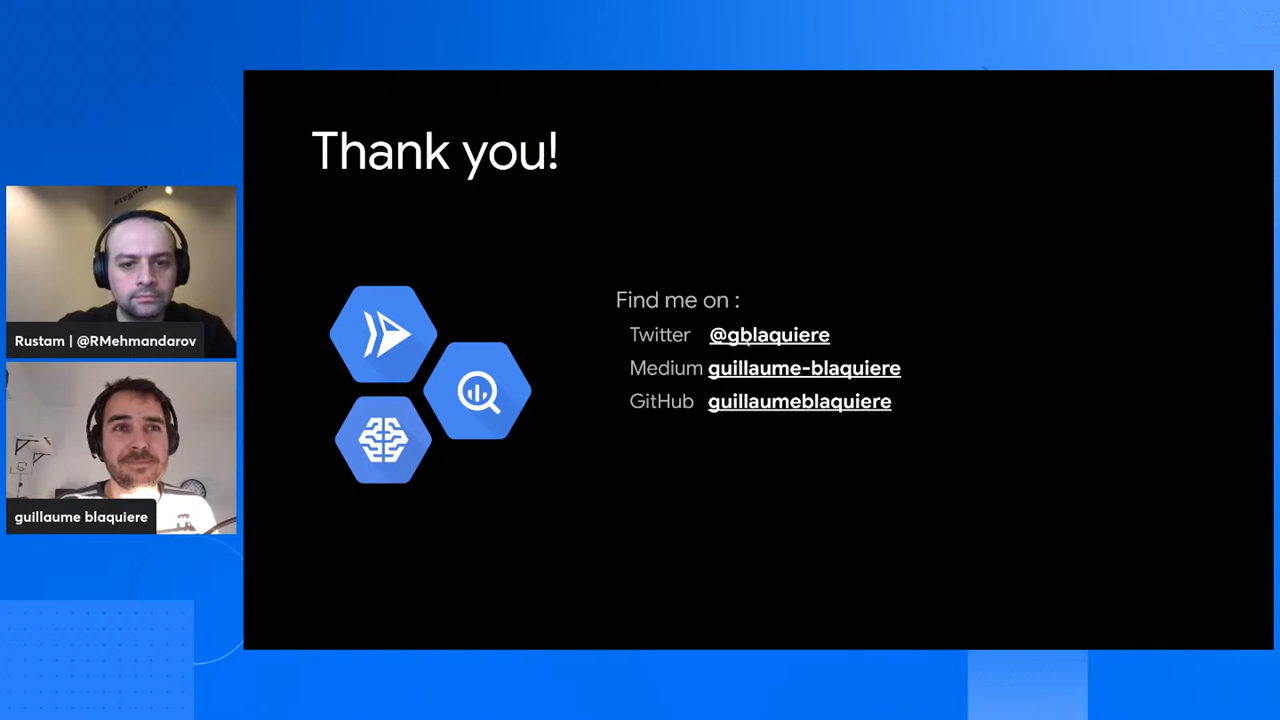 Thank you!
Find me on :
Twitter @gblaquiere
Medium guillaume-blaquiere
GitHub guillaumeblaquiere
Rustam | @RMehmandarov
guillaume blaquiere